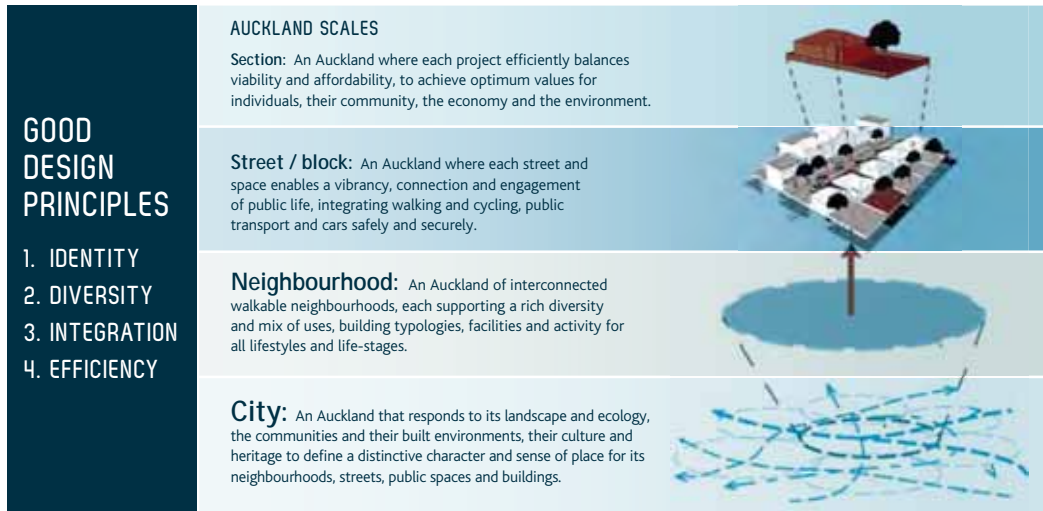 GOOD
DESIGN
PRINCIPLES
1. IDENTITY
2. DIVERSITY
3. INTEGRATION
4. EFFICIENCY
AUCKLAND SCALES
Section: An Auckland where each project efficiently balances
viability and affordability, to achieve optimum values for
individuals, their community, the economy and the environment.
Street / block: An Auckland where each street and
space enables a vibrancy, connection and engagement
of public life, integrating walking and cycling, public
transport and cars safely and securely.
Neighbourhood: An Auckland of interconnected
walkable neighbourhoods, each supporting a rich diversity
and mix of uses, building typologies, facilities and activity for
all lifestyles and life-stages.
City: An Auckland that responds to its landscape and ecology,
the communities and their built environments, their culture and
heritage to define a distinctive character and sense of place for its
neighbourhoods, streets, public spaces and buildings.